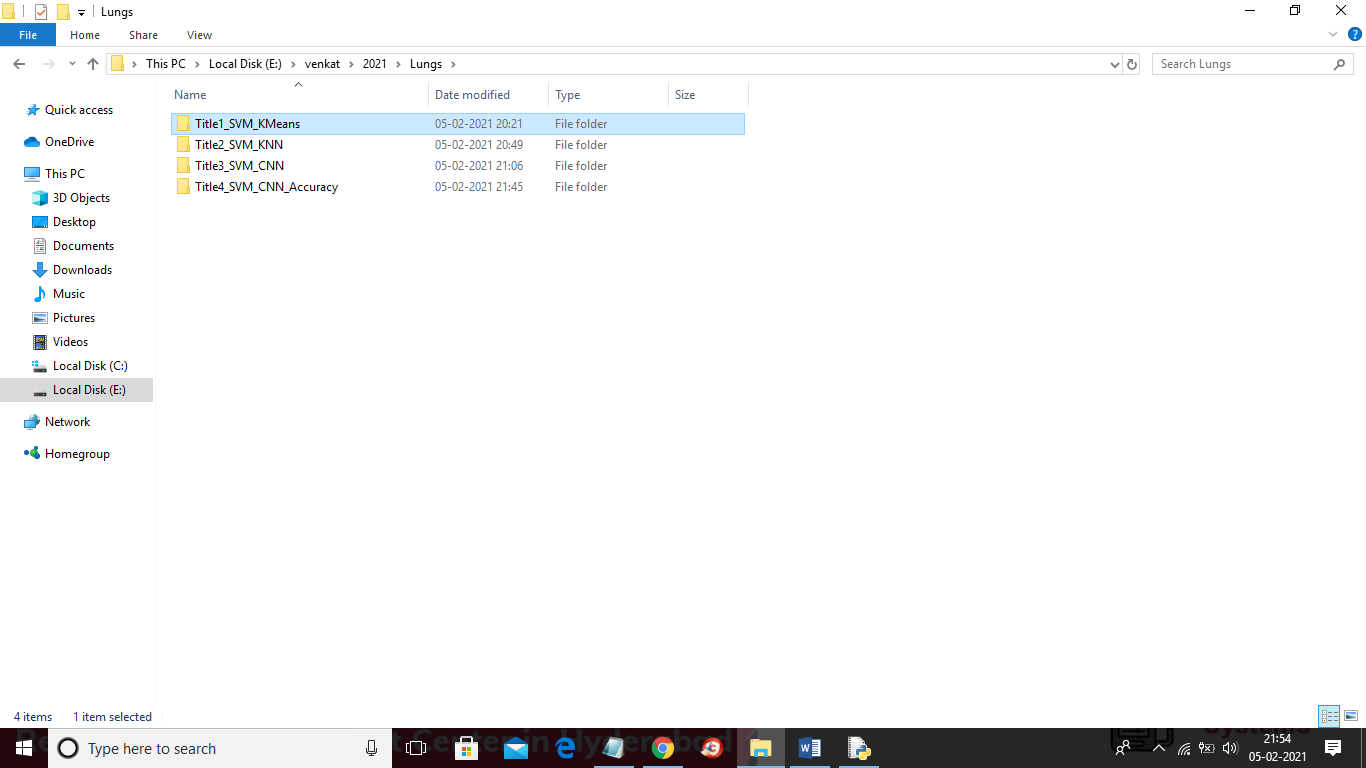 Lungs
File Home Share View
This PC Local Disk (E:) venkat 2021 Lungs
Search Lungs
Name Date modified Type Size
Quick access
OneDrive
This PC
3D Objects
Desktop
Documents
Downloads
Music
Pictures
Videos
Local Disk (C:)
Local Disk (E:)
Network
Homegroup
Title1_SVM_KMeans 05-02-2021 20:21 File folder
Title2_SVM_KNN 05-02-2021 20:49 File folder
Title3_SVM_CNN 05-02-2021 21:06 File folder
Title4_SVM_CNN_Accuracy 05-02-2021 21:45 File folder
4 items 1 item selected
Type here to search
21:54
05-02-2021